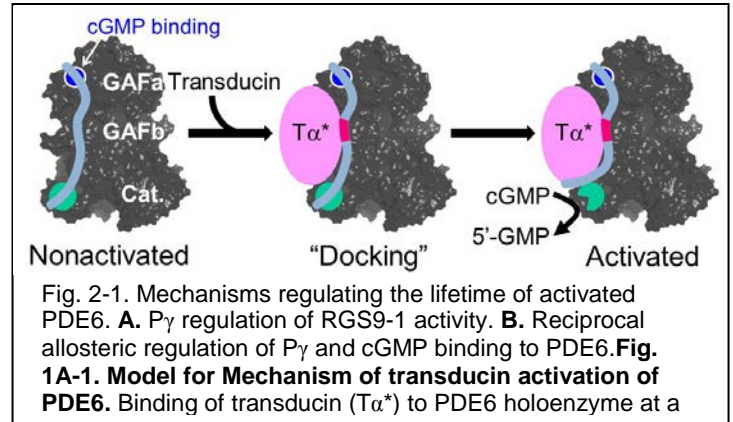 cGMP binding
GAFa Transducin
GAFb
Tα*
Tα*
Cat.
cGMP
5'-GMP
Nonactivated
"Docking"
Activated
Fig. 2-1. Mechanisms regulating the lifetime of activated
PDE6. A. Pγ regulation of RGS9-1 activity. B. Reciprocal
allosteric regulation of Pγ and cGMP binding to PDE6.Fig.
1A-1. Model for Mechanism of transducin activation of
PDE6. Binding of transducin (Tα*) to PDE6 holoenzyme at a